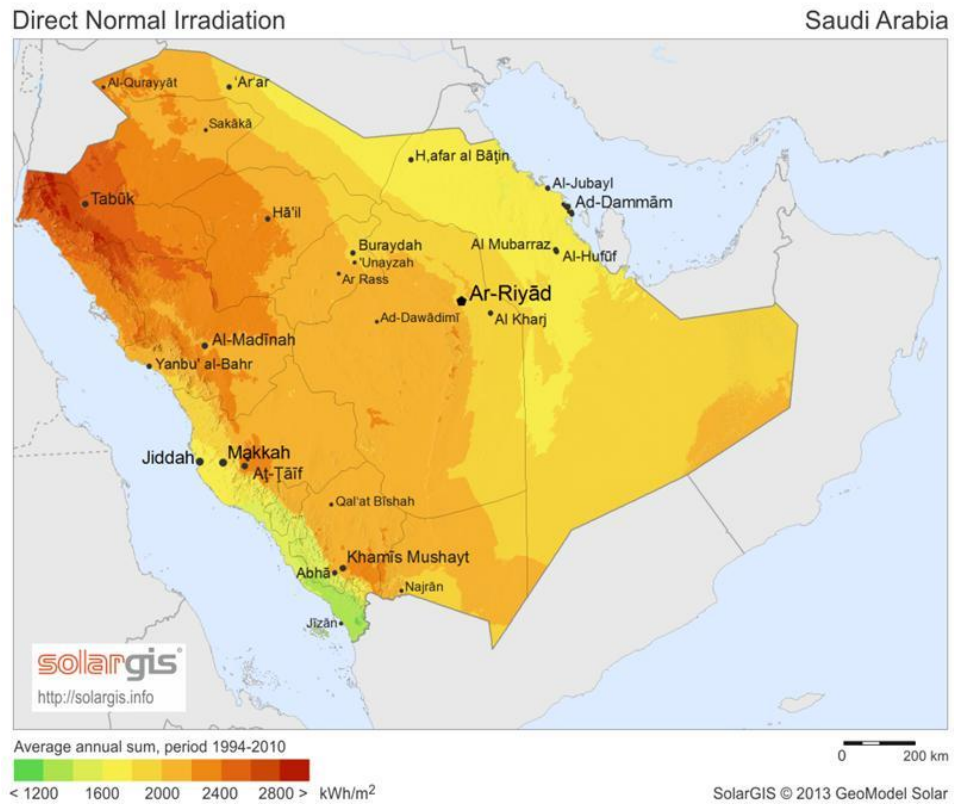 Direct Normal Irradiation
Saudi Arabia
Al-Qurayyāt
'Ar'ar
Sakākā
H,afar al Bāţin
Al-Jubayl
Ad-Dammām
Tabūk
Hā'il
Buraydah
'Unayzah
Ar Rass
Al Mubarraz
Al-Hufūf
Ar-Riyād
Ad-Dawādimī
Al Kharj
Al-Madīnah
Yanbu' al-Bahr
Jiddah
Makkah
Aţ-Ţāīf
Qal'at Bīshah
Khamīs Mushayt
Abhā
Najrān
Jīzān
solargis
http://solargis.info
Average annual sum, period 1994-2010
< 1200 1600 2000 2400 2800 > kWh/m²
0 200 km
SolarGIS © 2013 GeoModel Solar